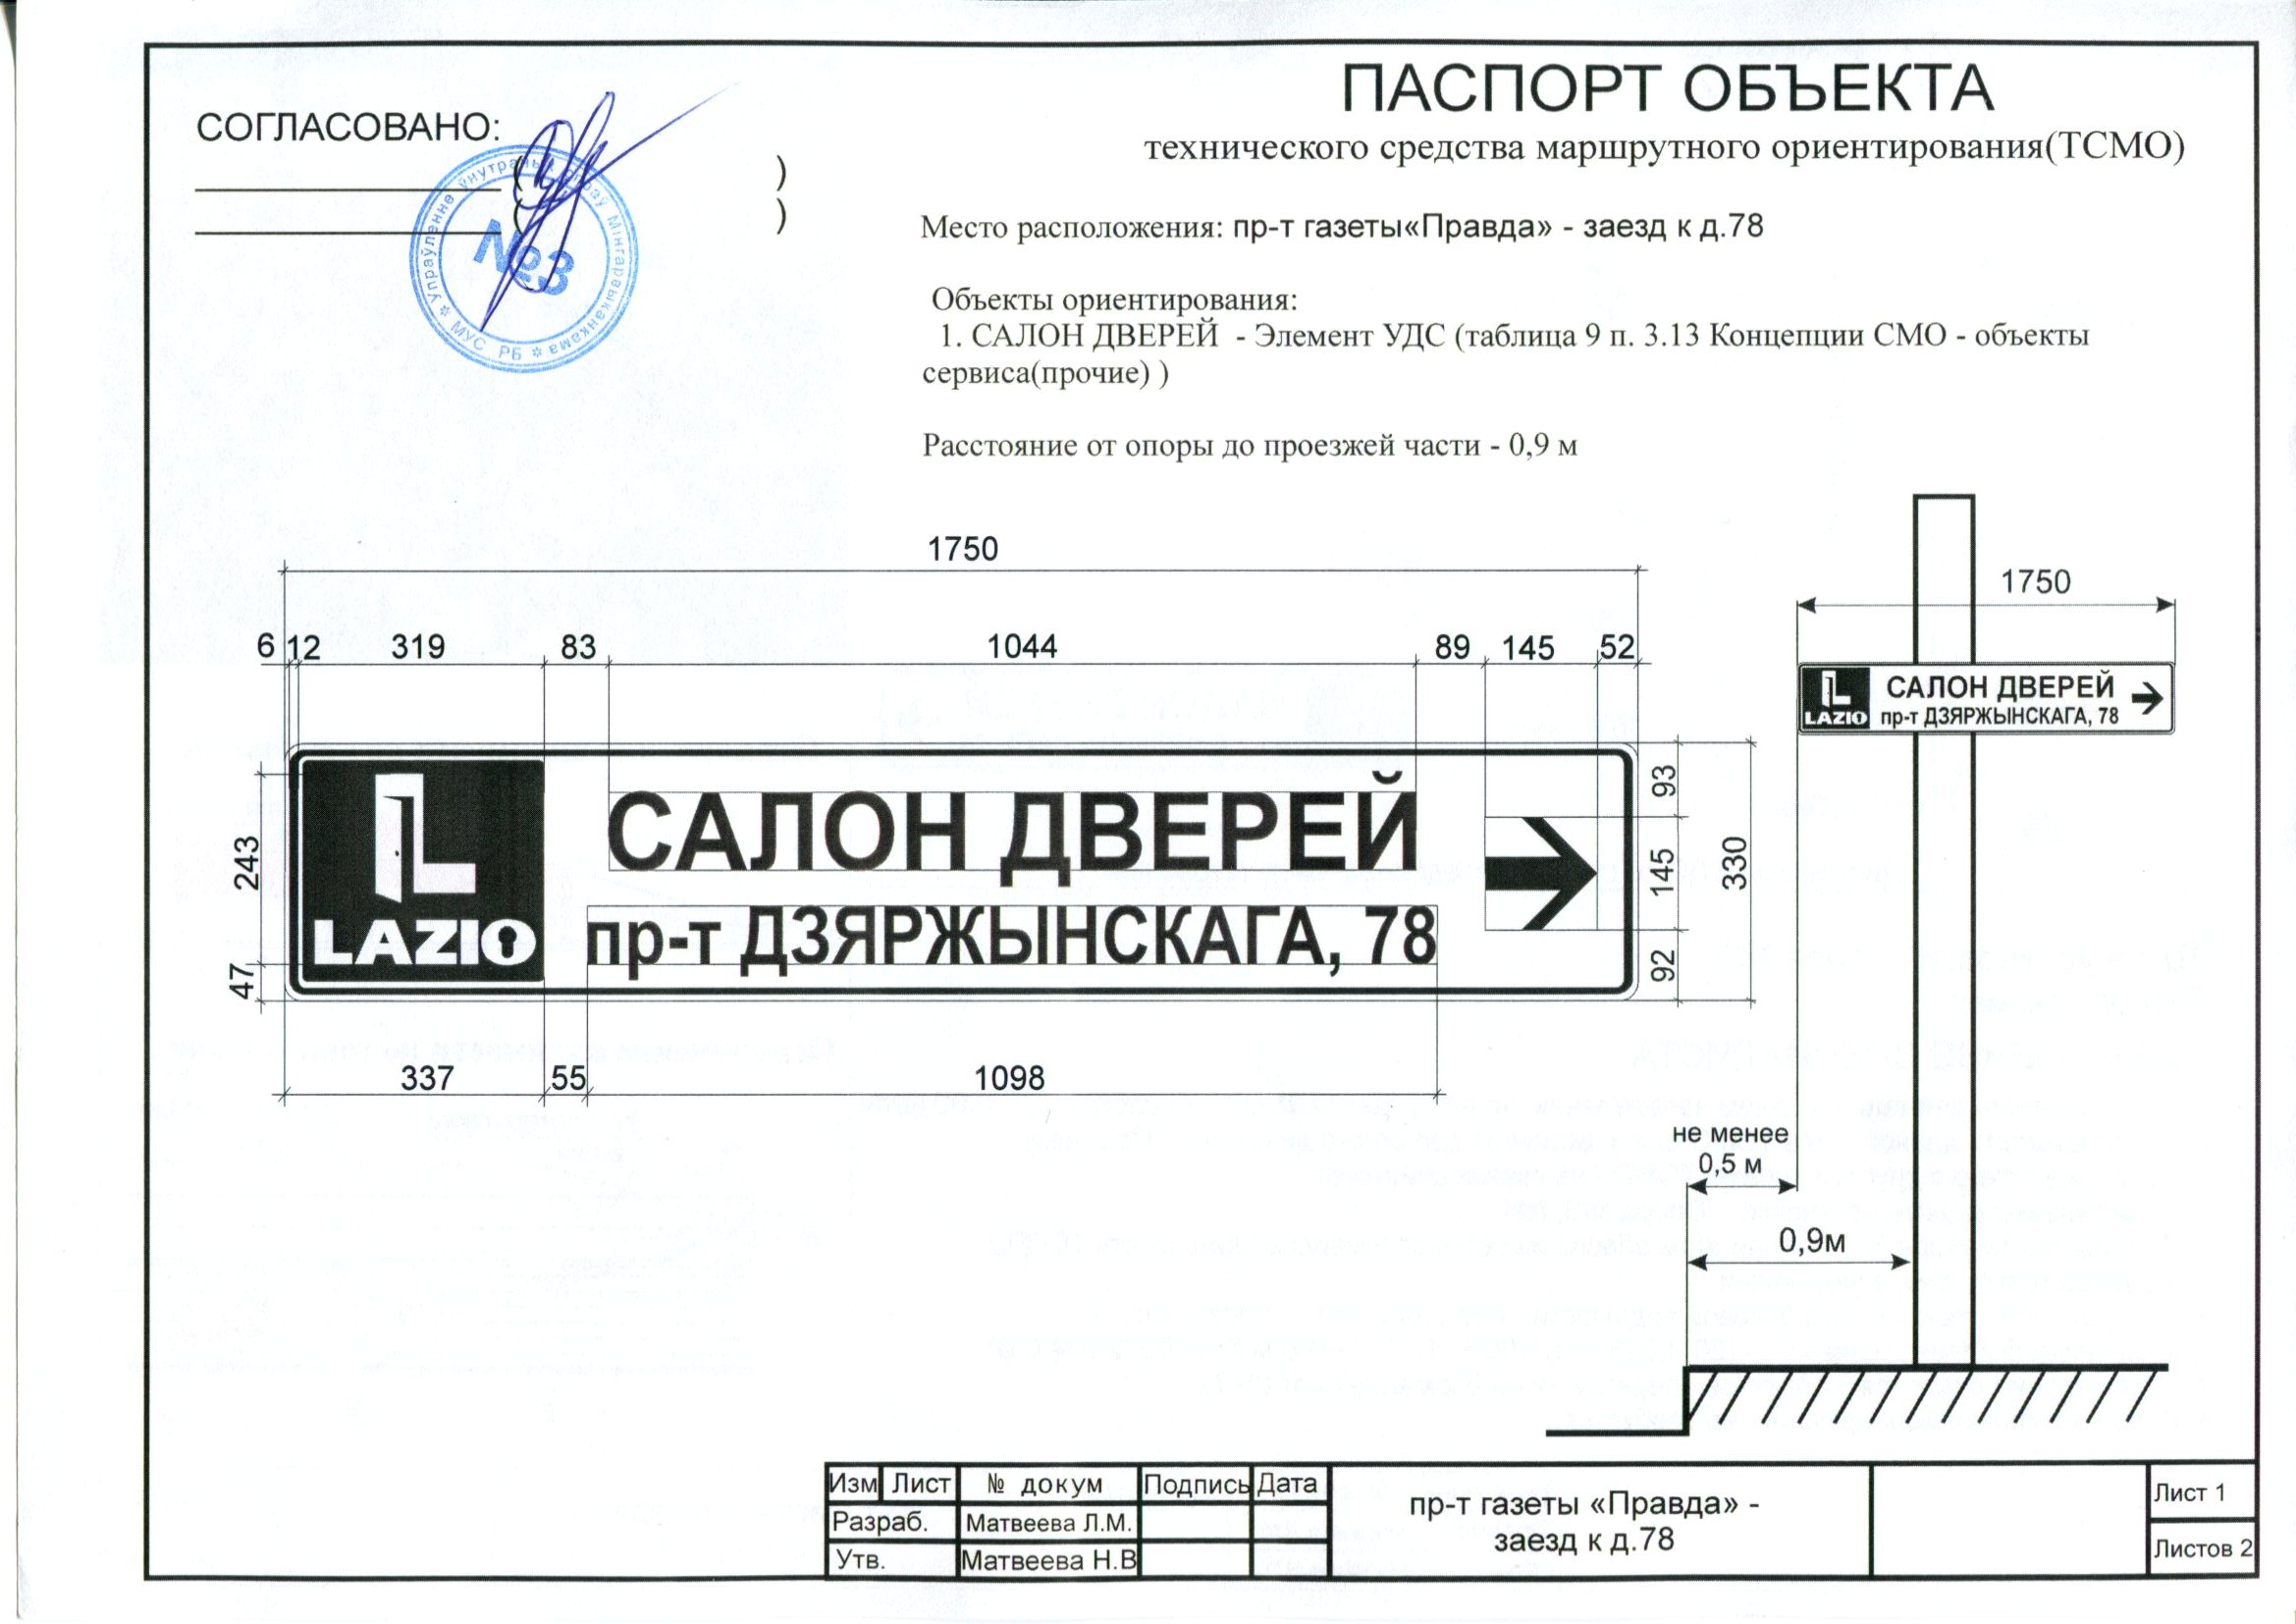 ПАСПОРТ ОБЪЕКТА
технического средства маршрутного ориентирования(ТСМО)
СОГЛАСОВАНО:
( )
( )
✲ Упраўленне ўнутраных спраў Мінгарвыканкама ✲ МУС РБ
№3
Место расположения: пр-т газеты«Правда» - заезд к д.78
Объекты ориентирования:
1. САЛОН ДВЕРЕЙ - Элемент УДС (таблица 9 п. 3.13 Концепции СМО - объекты
сервиса(прочие) )
Расстояние от опоры до проезжей части - 0,9 м
1750
6 12 319 83 1044 89 145 52
243
47
LAZIO
САЛОН ДВЕРЕЙ
пр-т ДЗЯРЖЫНСКАГА, 78
93
145
92
330
337 55 1098
1750
LAZIO
САЛОН ДВЕРЕЙ
пр-т ДЗЯРЖЫНСКАГА, 78
не менее
0,5 м
0,9м
Изм Лист № докум Подпись Дата
Разраб. Матвеева Л.М.
Утв. Матвеева Н.В
пр-т газеты «Правда» -
заезд к д.78
Лист 1
Листов 2